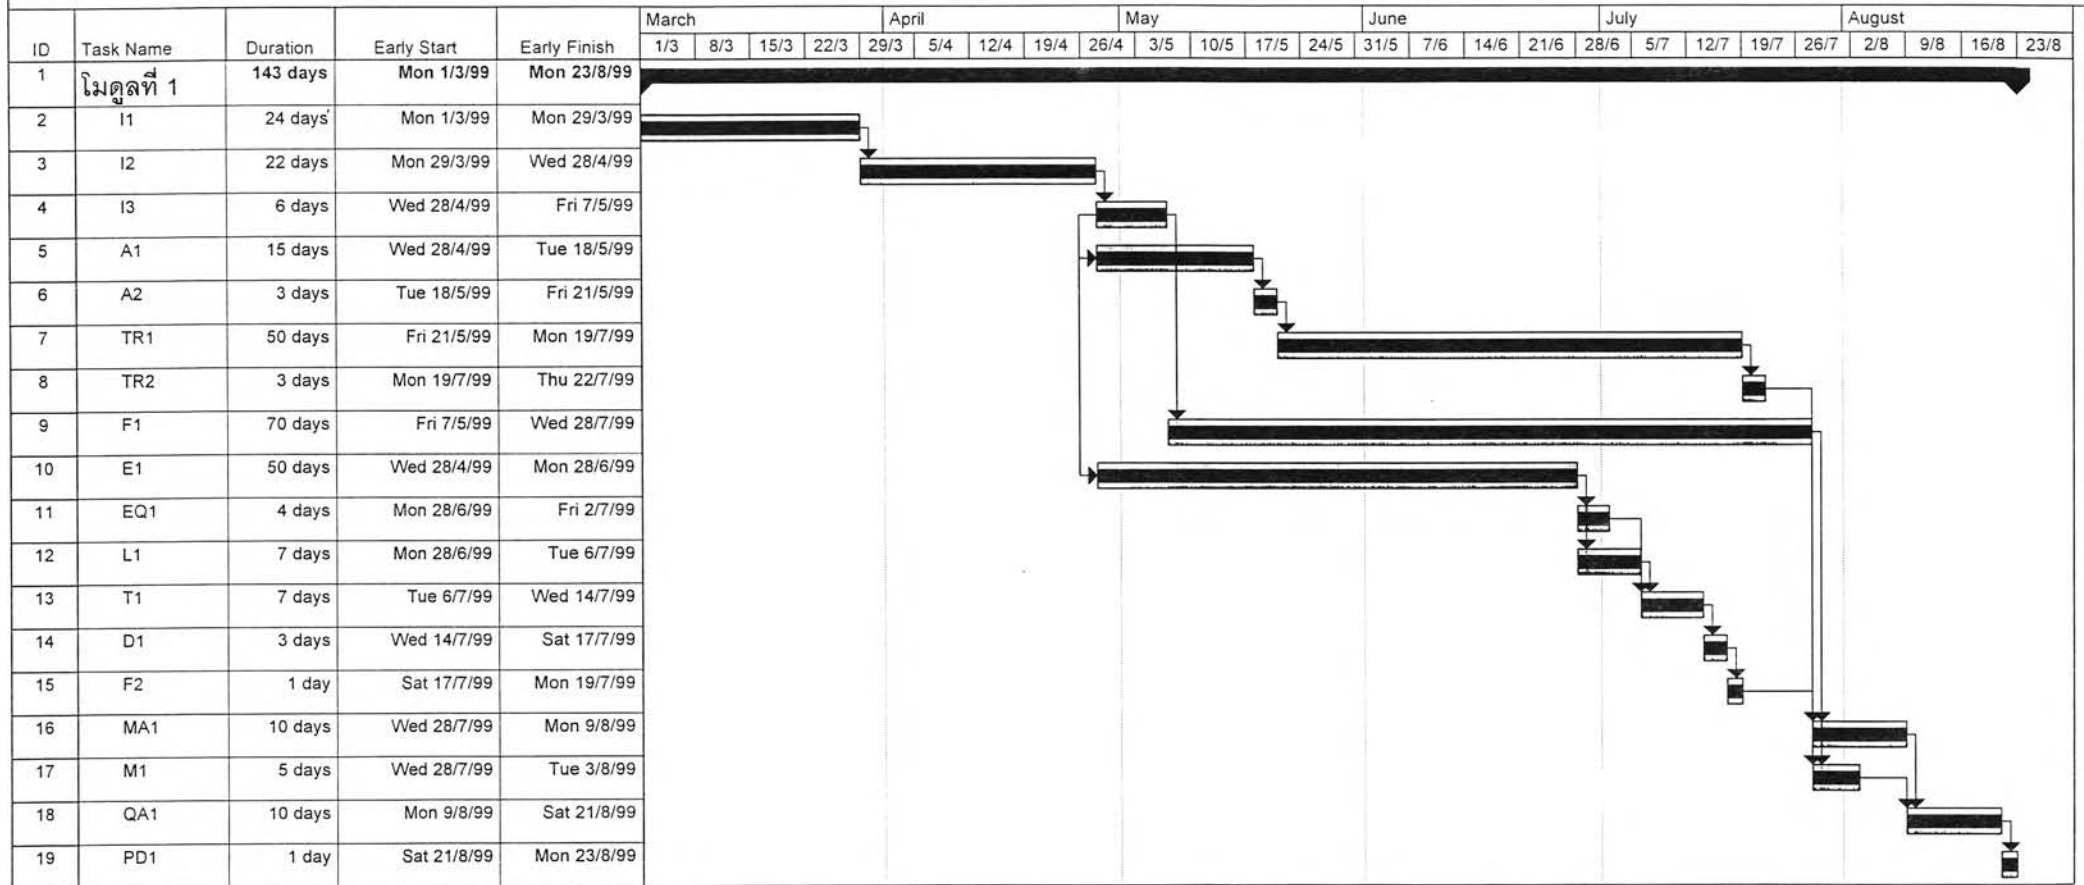 March April May June July August
ID Task Name Duration Early Start Early Finish 1/3 8/3 15/3 22/3 29/3 5/4 12/4 19/4 26/4 3/5 10/5 17/5 24/5 31/5 7/6 14/6 21/6 28/6 5/7 12/7 19/7 26/7 2/8 9/8 16/8 23/8
1 โมดูลที่ 1 143 days Mon 1/3/99 Mon 23/8/99
2 I1 24 days Mon 1/3/99 Mon 29/3/99
3 I2 22 days Mon 29/3/99 Wed 28/4/99
4 I3 6 days Wed 28/4/99 Fri 7/5/99
5 A1 15 days Wed 28/4/99 Tue 18/5/99
6 A2 3 days Tue 18/5/99 Fri 21/5/99
7 TR1 50 days Fri 21/5/99 Mon 19/7/99
8 TR2 3 days Mon 19/7/99 Thu 22/7/99
9 F1 70 days Fri 7/5/99 Wed 28/7/99
10 E1 50 days Wed 28/4/99 Mon 28/6/99
11 EQ1 4 days Mon 28/6/99 Fri 2/7/99
12 L1 7 days Mon 28/6/99 Tue 6/7/99
13 T1 7 days Tue 6/7/99 Wed 14/7/99
14 D1 3 days Wed 14/7/99 Sat 17/7/99
15 F2 1 day Sat 17/7/99 Mon 19/7/99
16 MA1 10 days Wed 28/7/99 Mon 9/8/99
17 M1 5 days Wed 28/7/99 Tue 3/8/99
18 QA1 10 days Mon 9/8/99 Sat 21/8/99
19 PD1 1 day Sat 21/8/99 Mon 23/8/99